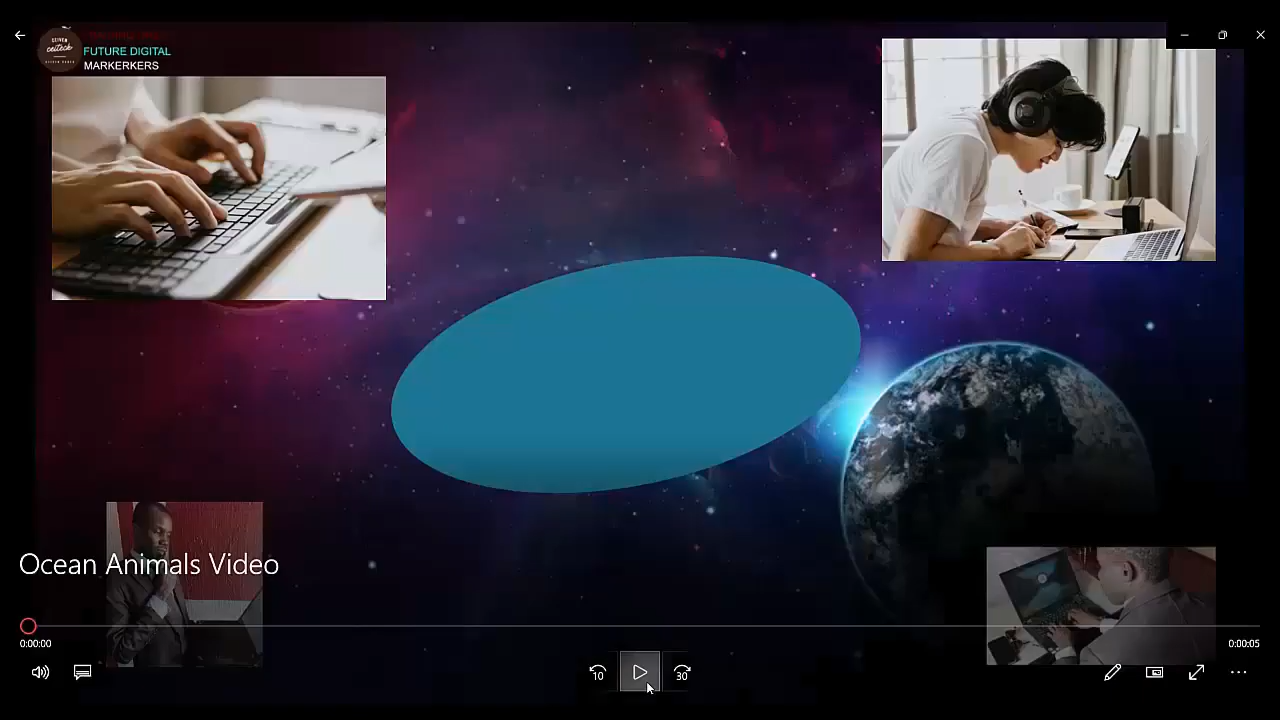 FUTURE DIGITAL
MARKERKERS
Ocean Animals Video
0:00:00
0:00:05
10
30